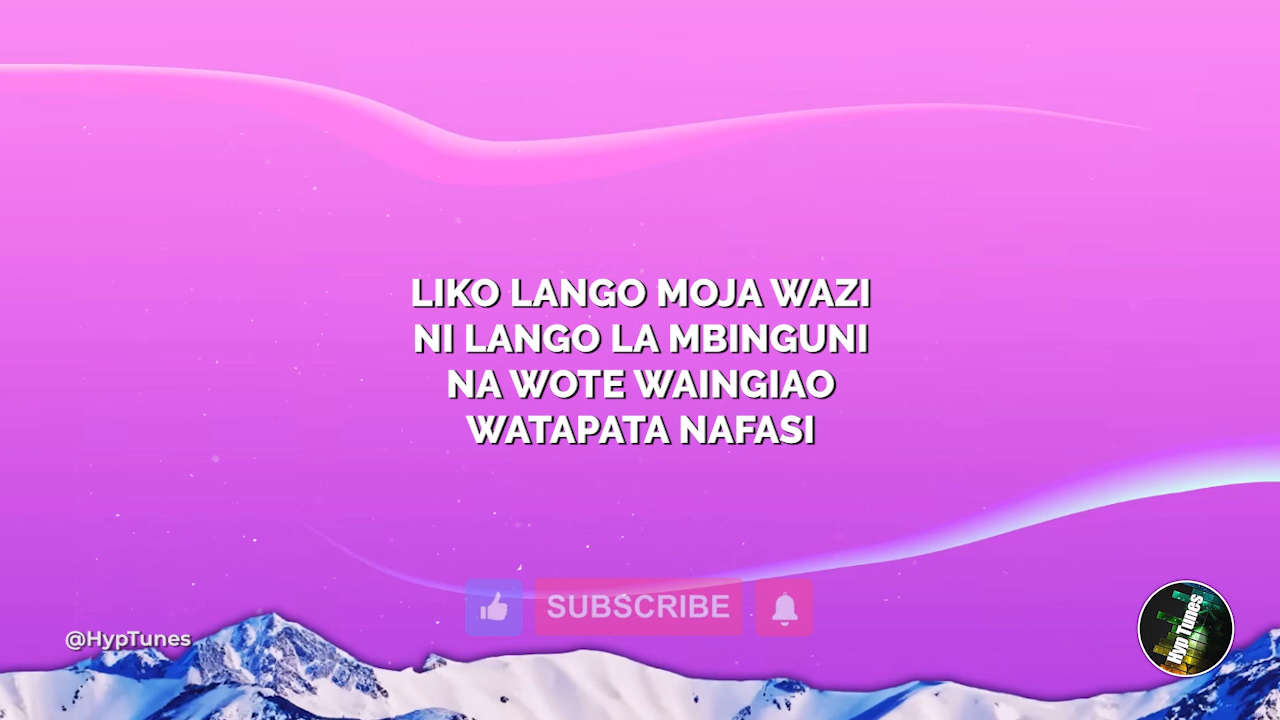 LIKO LANGO MOJA WAZI
NI LANGO LA MBINGUNI
NA WOTE WAINGIAO
WATAPATA NAFASI
SUBSCRIBE
@HypTunes
Hyp Tunes